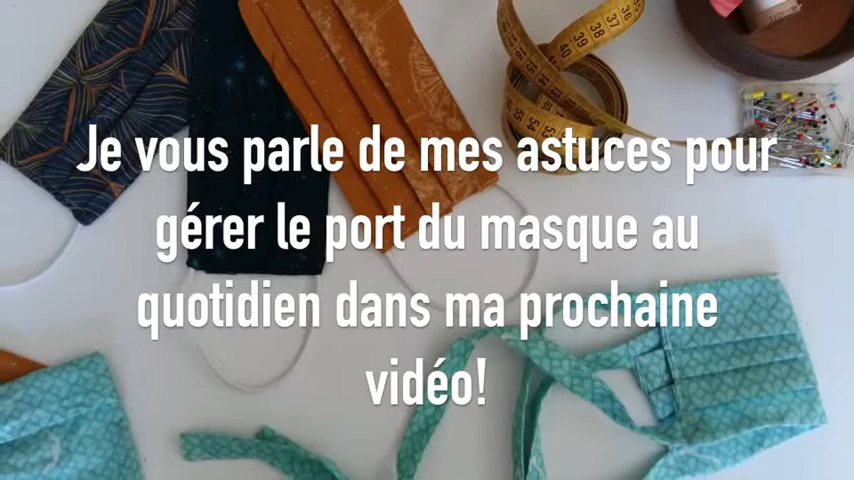 Je vous parle de mes astuces pour
gérer le port du masque au
quotidien dans ma prochaine
vidéo!